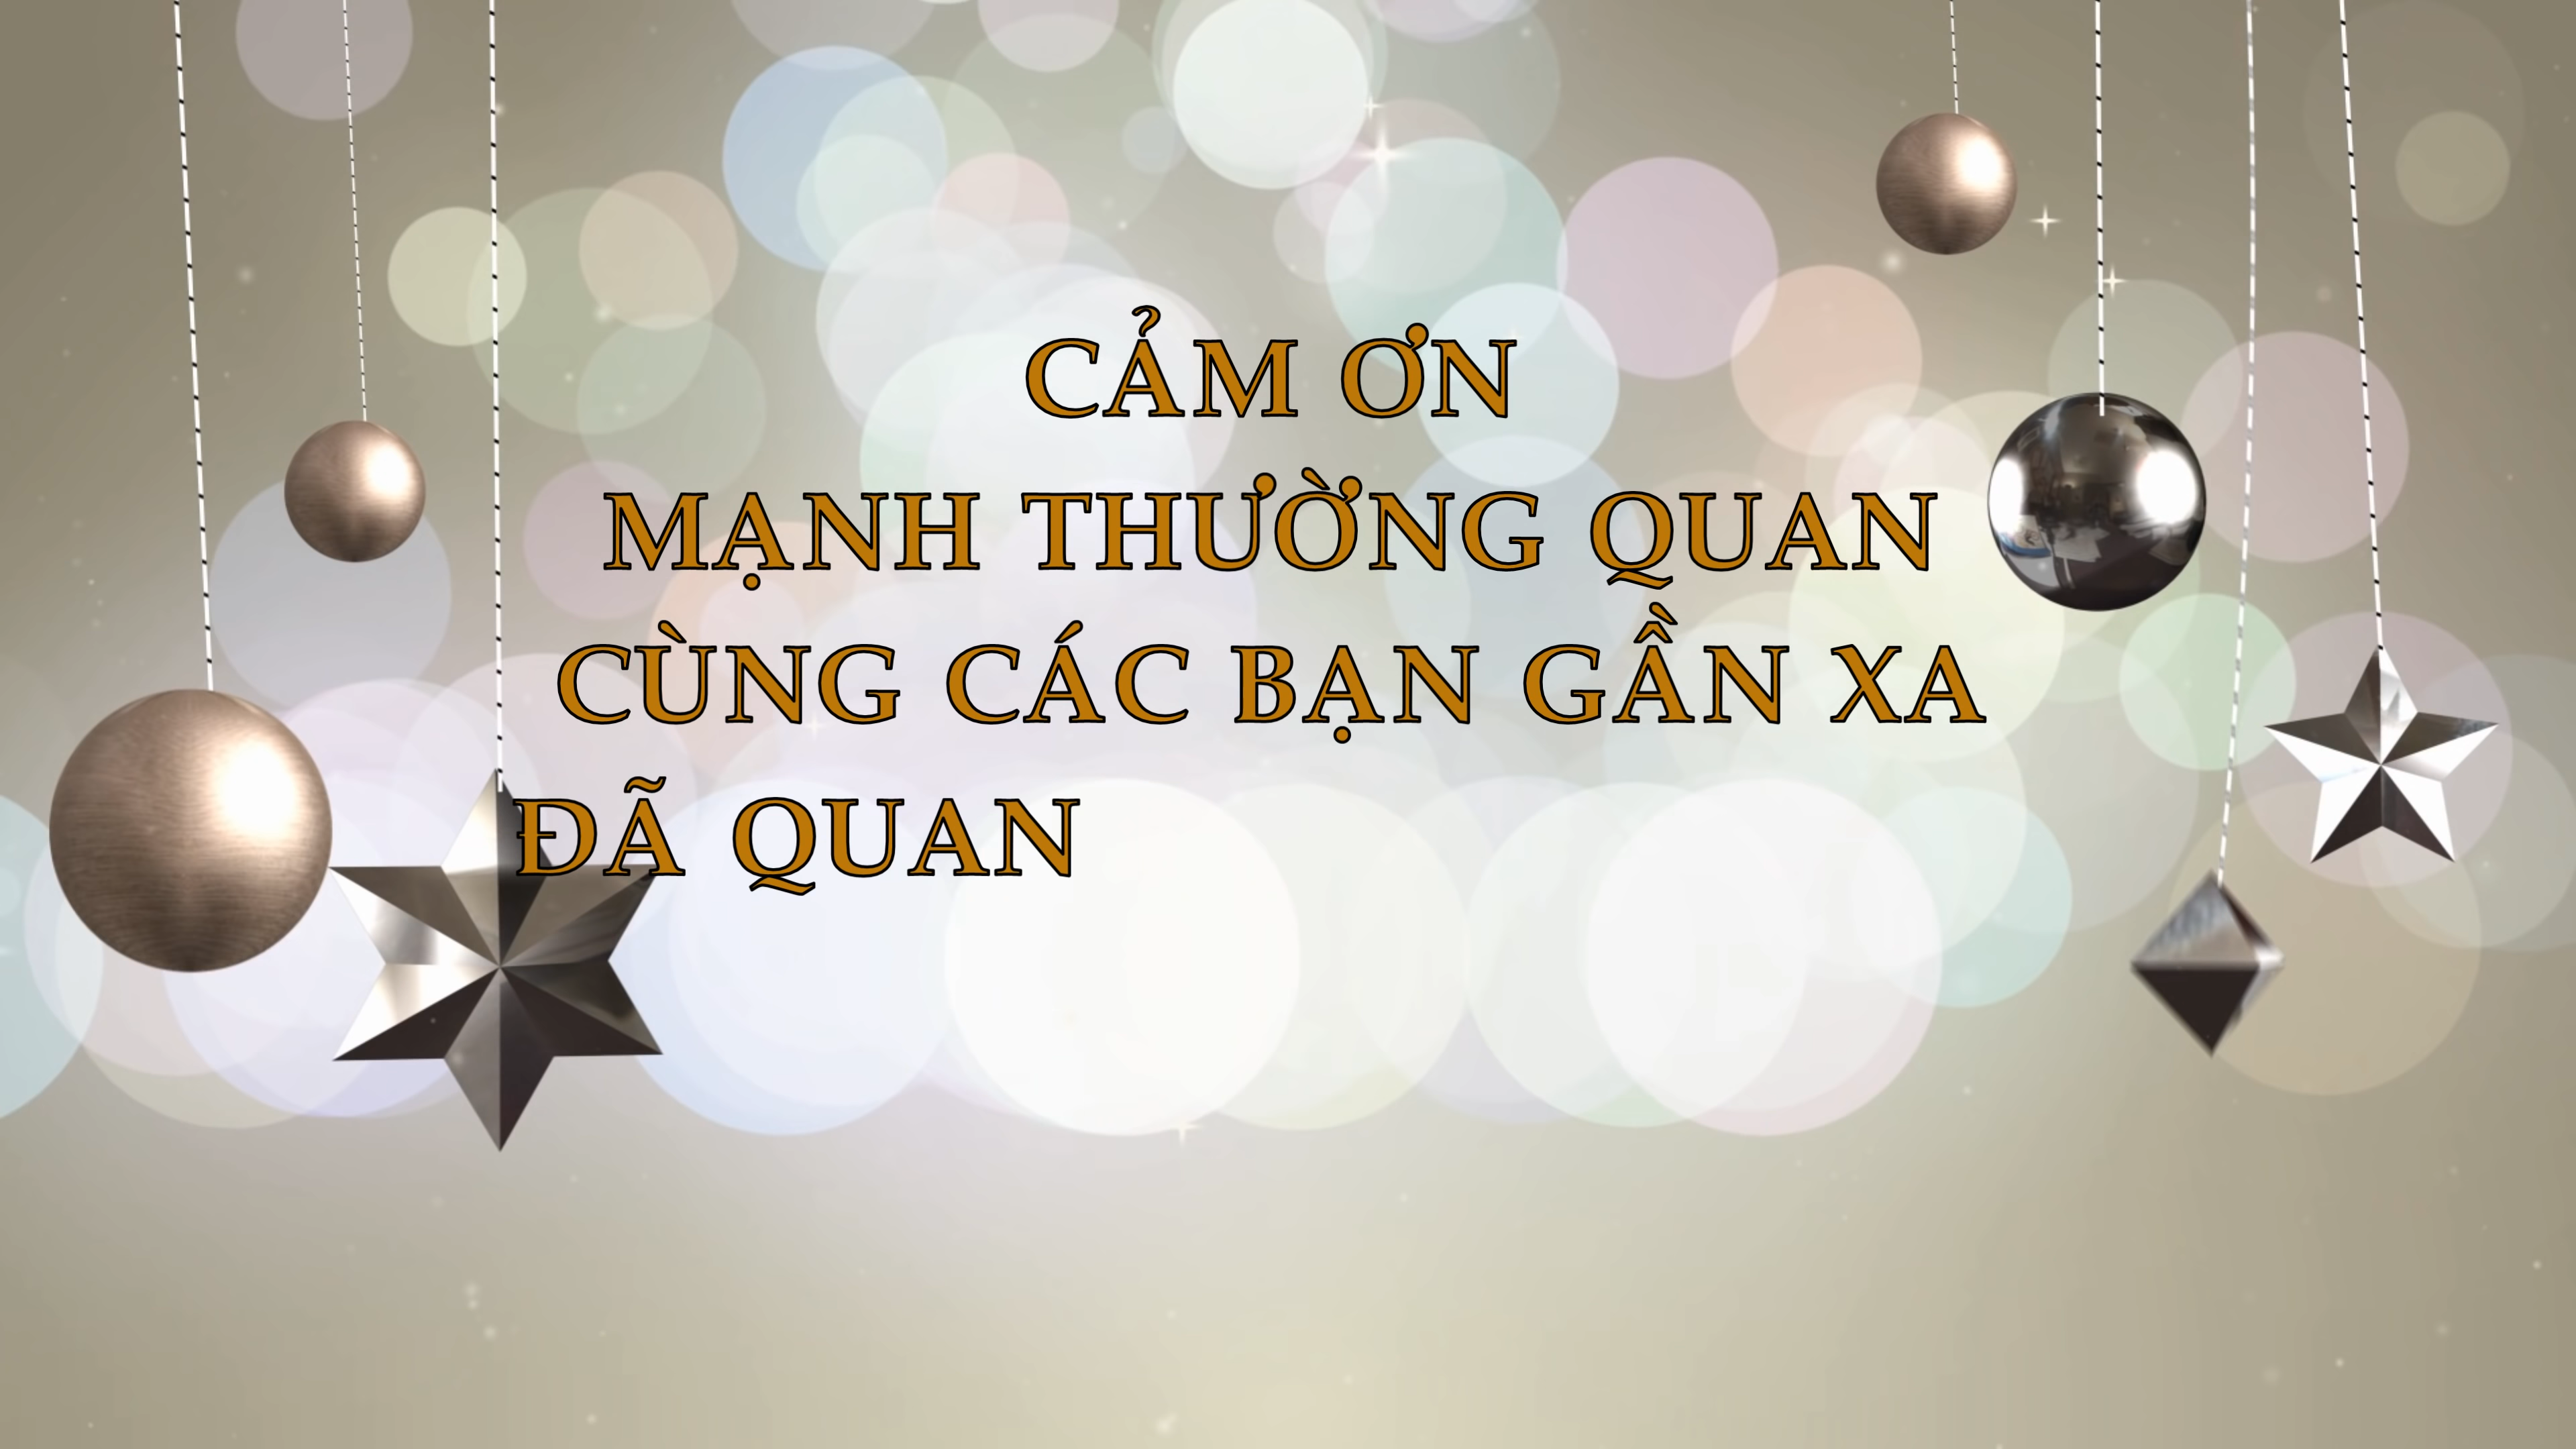 CẢM ƠN
MẠNH THƯỜNG QUAN
CÙNG CÁC BẠN GẦN XA
ĐÃ QUAN